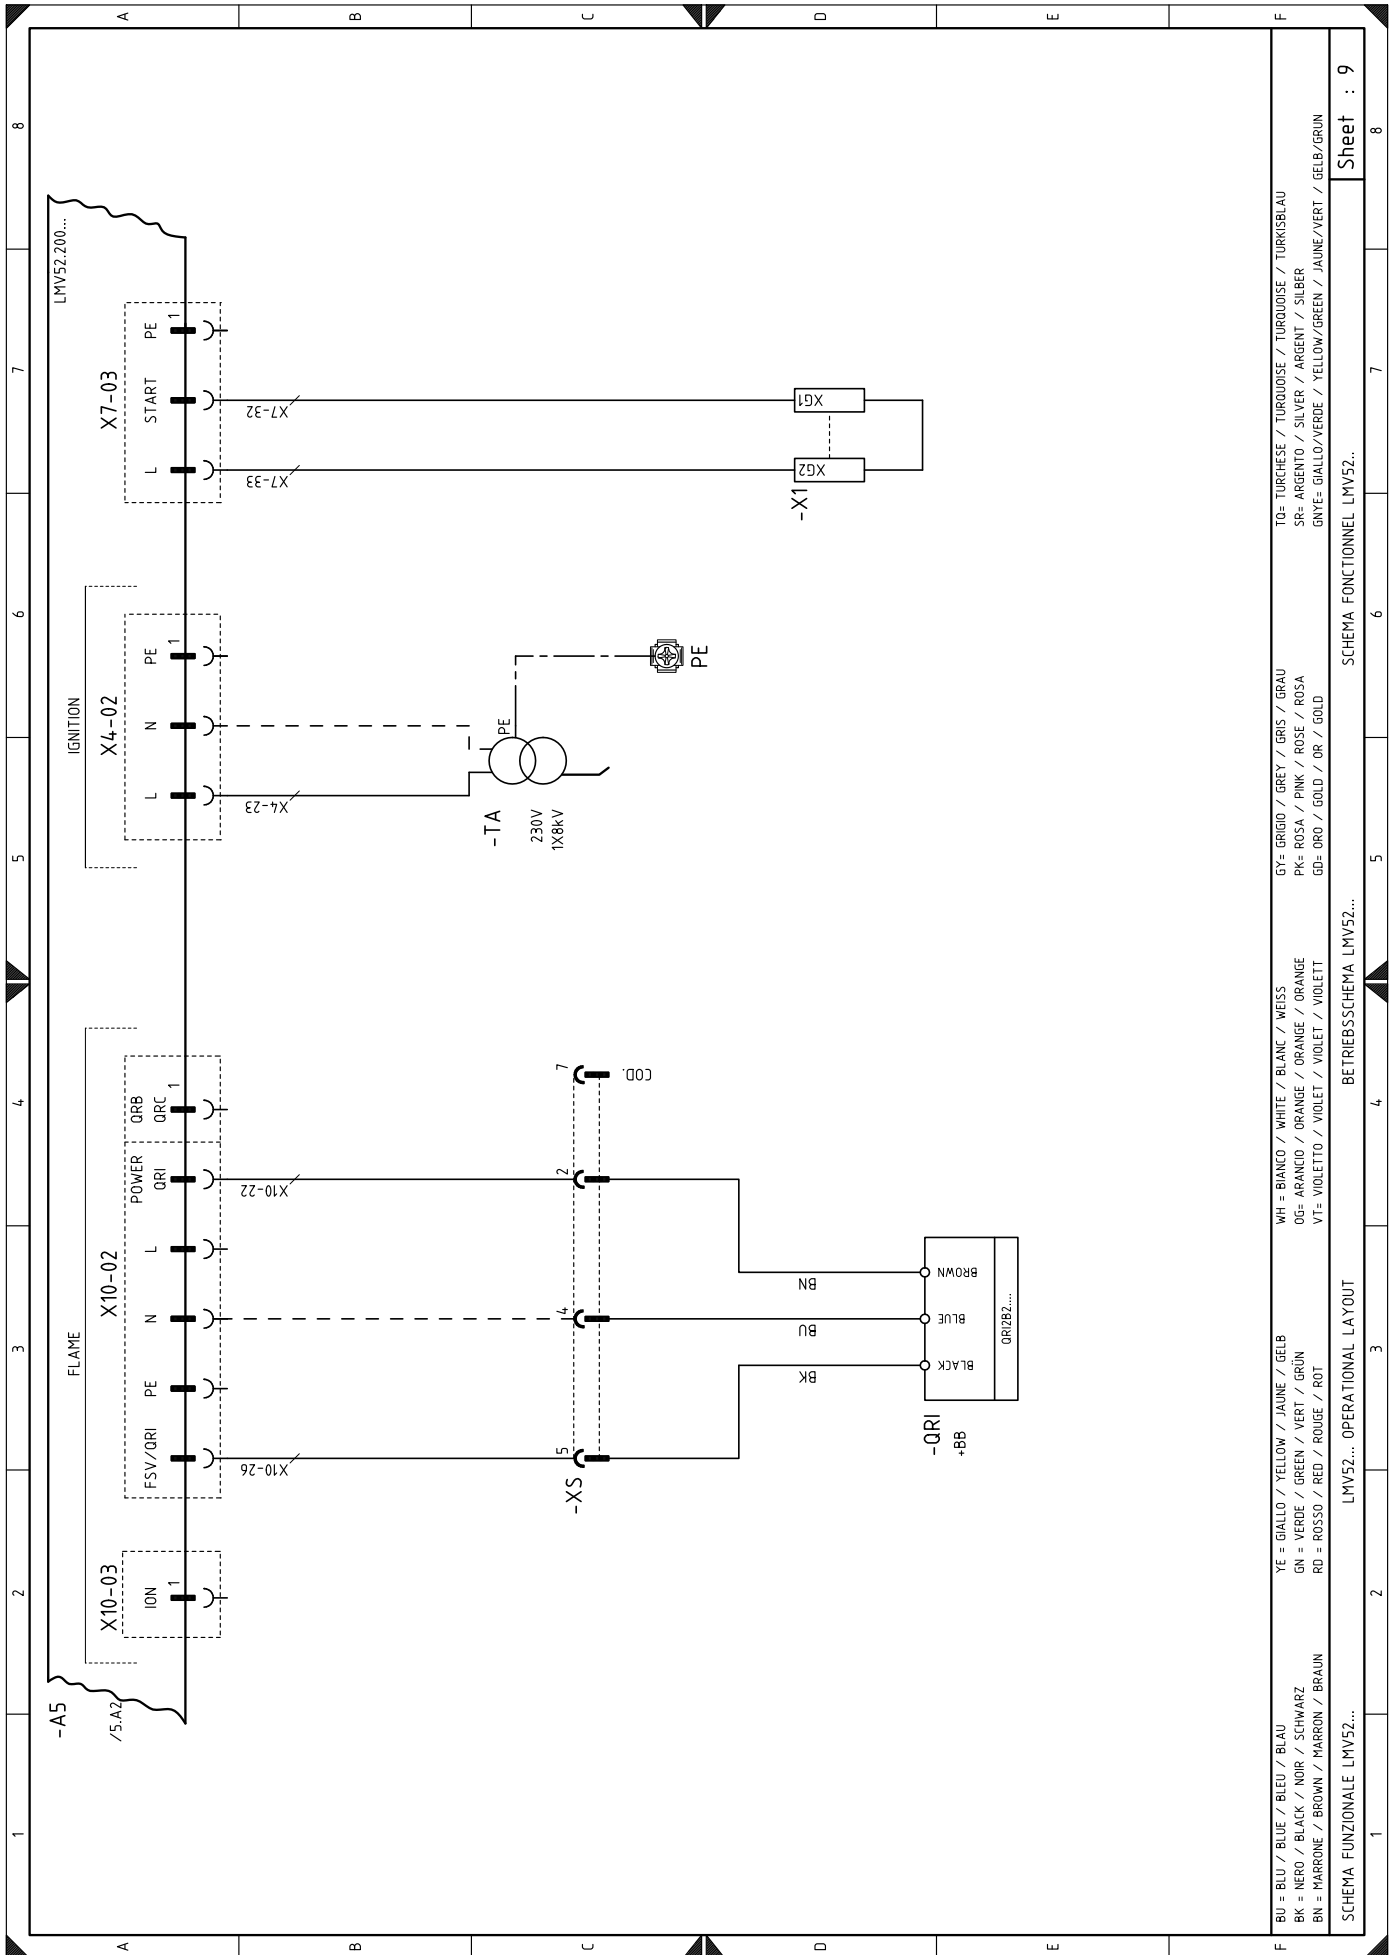 1 2 3 4 5 6 7 8
A
B
C
D
E
F
-A5
/5.A2
LMV52.200...
FLAME
IGNITION
X10-03
X10-02
X4-02
X7-03
ION
1
FSV/QRI
PE
N
L
POWER
QRI
QRB
QRC
1
L
N
PE
1
L
START
PE
1
X10-26
X10-22
X4-23
X7-33
X7-32
-XS
5
4
2
7
COD.
-TA
230V
1X8kV
PE
PE
-X1
XG2
XG1
BK
BU
BN
-QRI
+BB
BLACK
BLUE
BROWN
QRI2B2....
BU = BLU / BLUE / BLEU / BLAU
BK = NERO / BLACK / NOIR / SCHWARZ
BN = MARRONE / BROWN / MARRON / BRAUN
YE = GIALLO / YELLOW / JAUNE / GELB
GN = VERDE / GREEN / VERT / GRÜN
RD = ROSSO / RED / ROUGE / ROT
WH = BIANCO / WHITE / BLANC / WEISS
OG= ARANCIO / ORANGE / ORANGE / ORANGE
VT= VIOLETTO / VIOLET / VIOLET / VIOLETT
GY= GRIGIO / GREY / GRIS / GRAU
PK= ROSA / PINK / ROSE / ROSA
GD= ORO / GOLD / OR / GOLD
TQ= TURCHESE / TURQUOISE / TURQUOISE / TURKISBLAU
SR= ARGENTO / SILVER / ARGENT / SILBER
GNYE= GIALLO/VERDE / YELLOW/GREEN / JAUNE/VERT / GELB/GRUN
SCHEMA FUNZIONALE LMV52...
LMV52... OPERATIONAL LAYOUT
BETRIEBSSCHEMA LMV52...
SCHEMA FONCTIONNEL LMV52..
Sheet : 9
1 2 3 4 5 6 7 8
A
B
C
D
E
F